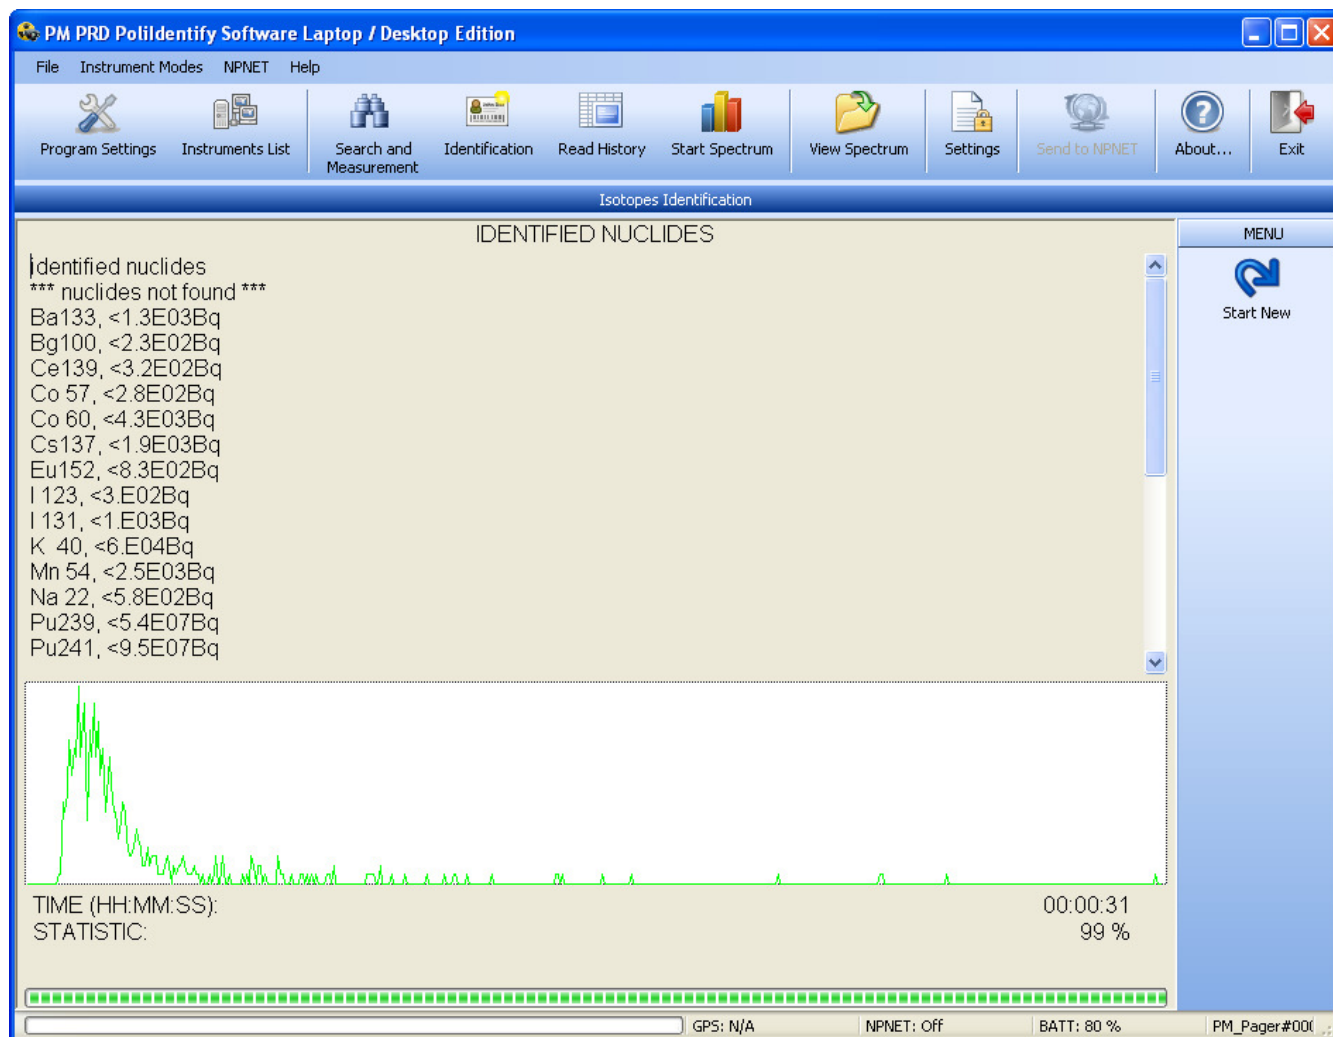 PM PRD PoliIdentify Software Laptop / Desktop Edition
File Instrument Modes NPNET Help
Program Settings Instruments List Search and Measurement Identification Read History Start Spectrum View Spectrum Settings Send to NPNET About... Exit
Isotopes Identification
IDENTIFIED NUCLIDES
MENU
Start New
identified nuclides
*** nuclides not found ***
Ba133, <1.3E03Bq
Bg100, <2.3E02Bq
Ce139, <3.2E02Bq
Co 57, <2.8E02Bq
Co 60, <4.3E03Bq
Cs137, <1.9E03Bq
Eu152, <8.3E02Bq
I 123, <3.E02Bq
I 131, <1.E03Bq
K  40, <6.E04Bq
Mn 54, <2.5E03Bq
Na 22, <5.8E02Bq
Pu239, <5.4E07Bq
Pu241, <9.5E07Bq
TIME (HH:MM:SS): 00:00:31
STATISTIC: 99 %
GPS: N/A NPNET: Off BATT: 80 % PM_Pager#00